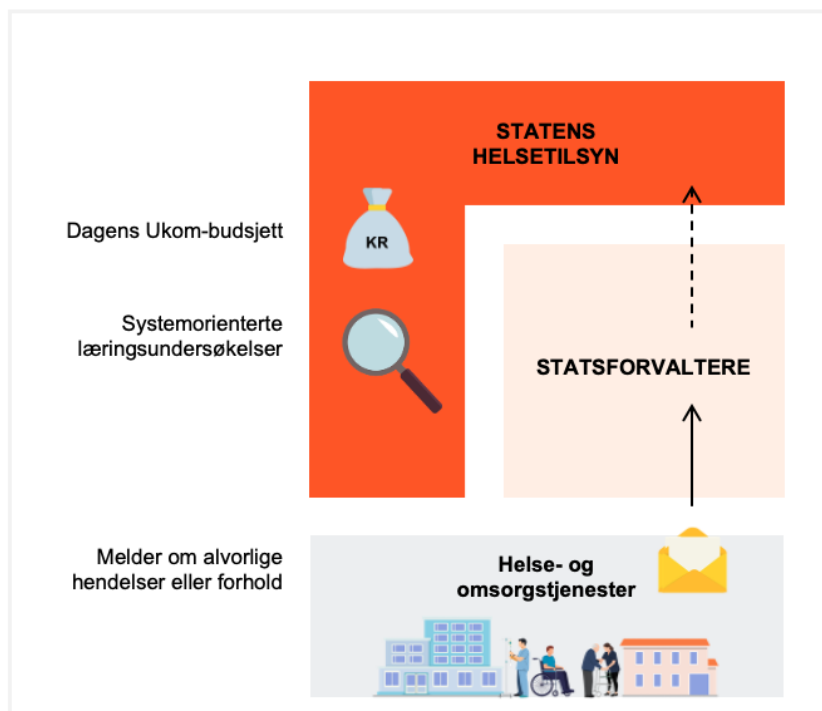 STATENS
HELSETILSYN
Dagens Ukom-budsjett
KR
Systemorienterte
læringsundersøkelser
STATSFORVALTERE
Melder om alvorlige
hendelser eller forhold
Helse- og
omsorgstjenester